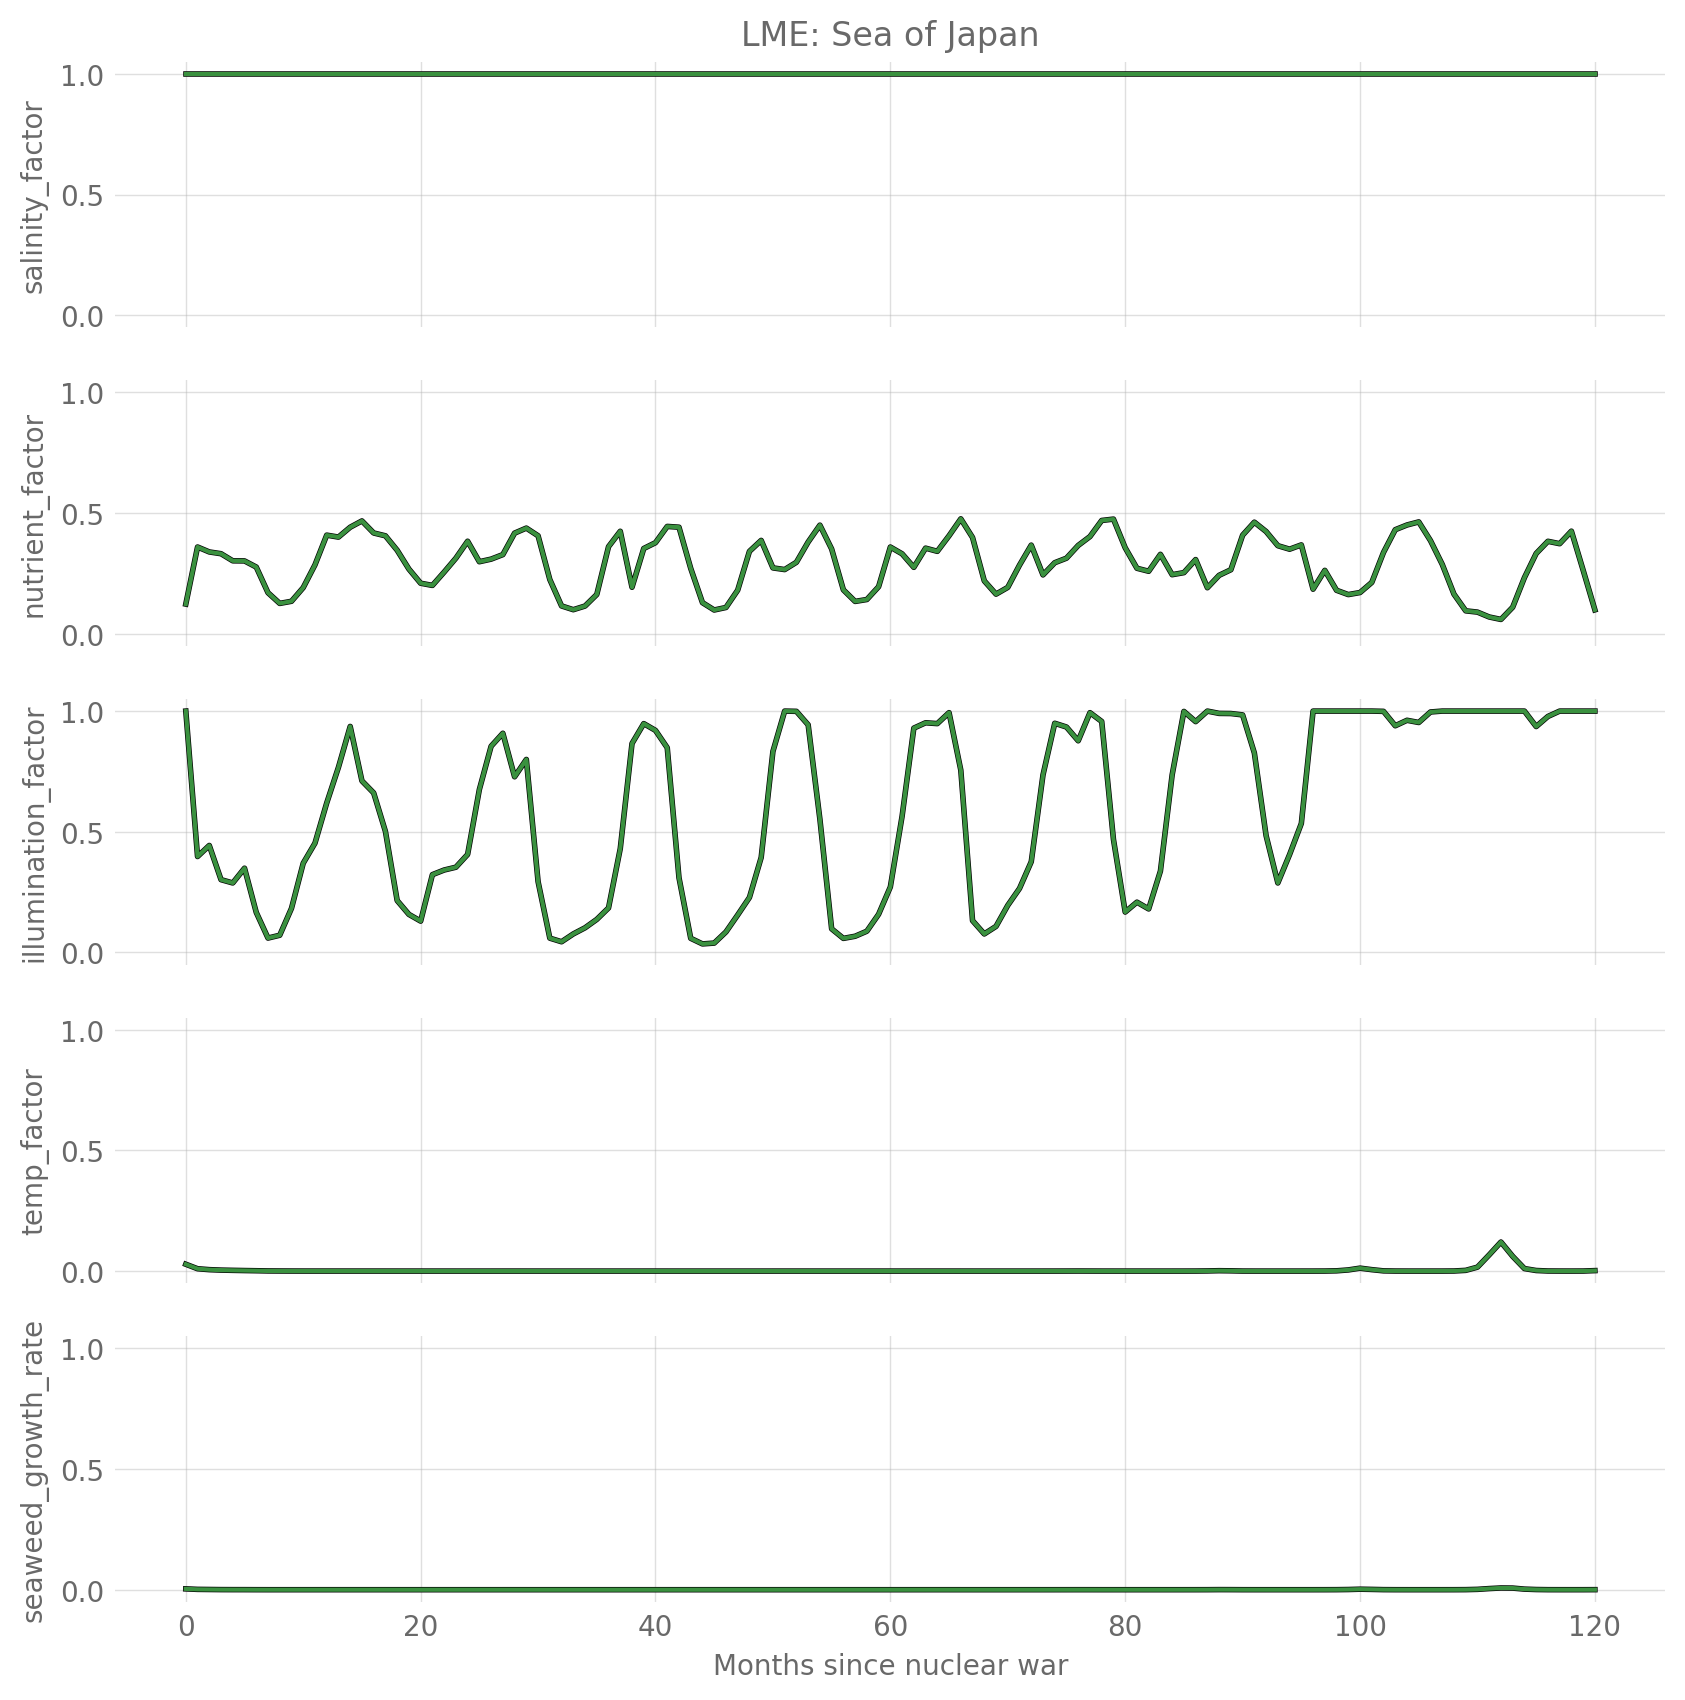 LME: Sea of Japan
1.0
0.5
0.0
salinity_factor
1.0
0.5
0.0
nutrient_factor
1.0
0.5
0.0
illumination_factor
1.0
0.5
0.0
temp_factor
1.0
0.5
0.0
seaweed_growth_rate
0 20 40 60 80 100 120
Months since nuclear war